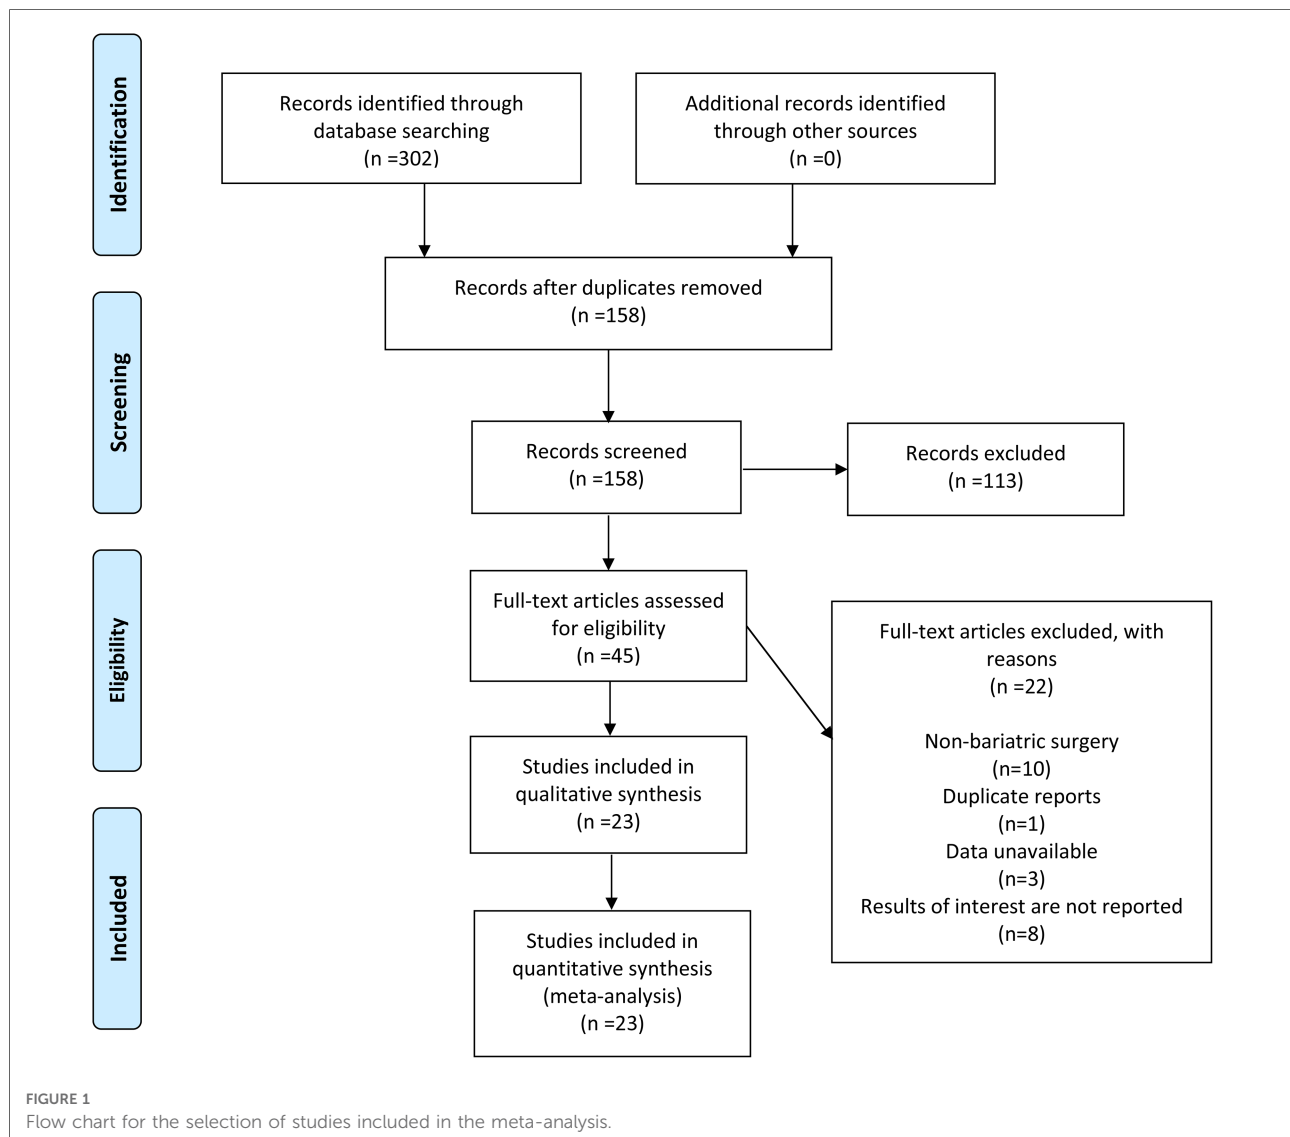 Identification
Records identified through
database searching
(n =302)
Additional records identified
through other sources
(n =0)
Records after duplicates removed
(n =158)
Screening
Records screened
(n =158)
Records excluded
(n =113)
Eligibility
Full-text articles assessed
for eligibility
(n =45)
Full-text articles excluded, with
reasons
(n =22)
Non-bariatric surgery
(n=10)
Duplicate reports
(n=1)
Data unavailable
(n=3)
Results of interest are not reported
(n=8)
Studies included in
qualitative synthesis
(n =23)
Included
Studies included in
quantitative synthesis
(meta-analysis)
(n =23)
FIGURE 1
Flow chart for the selection of studies included in the meta-analysis.